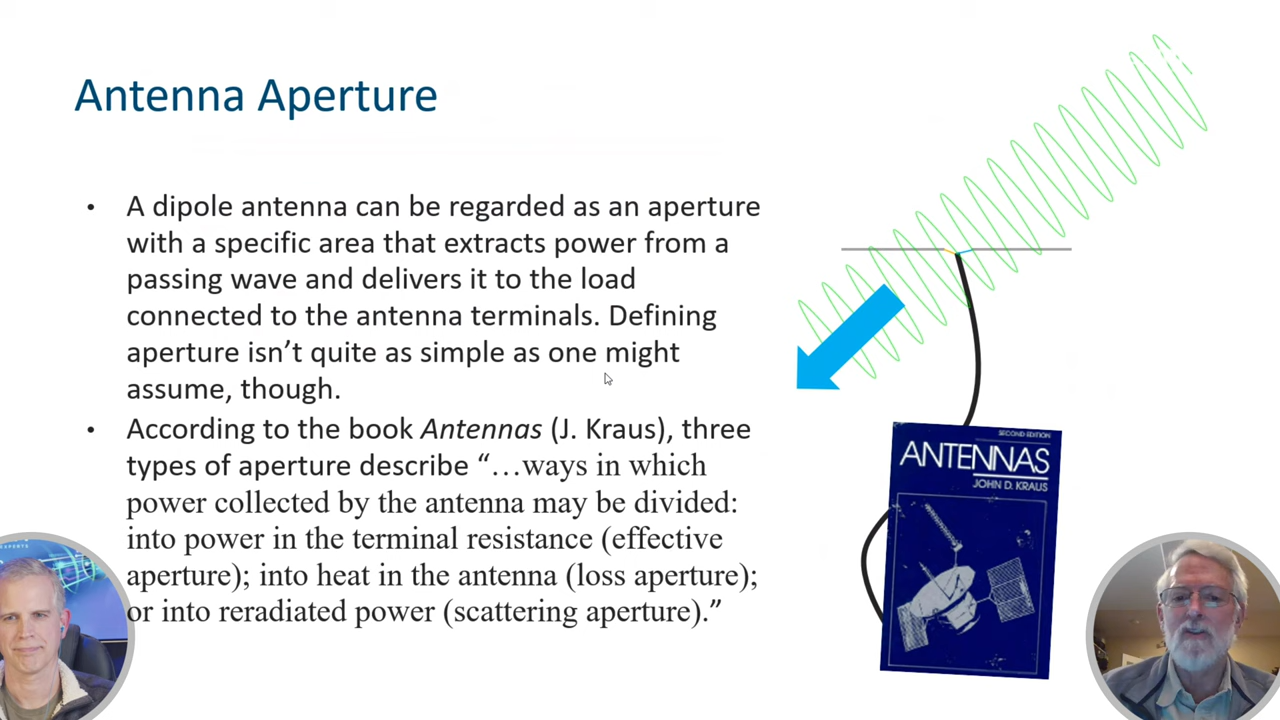 Antenna Aperture
• A dipole antenna can be regarded as an aperture
with a specific area that extracts power from a
passing wave and delivers it to the load
connected to the antenna terminals. Defining
aperture isn’t quite as simple as one might
assume, though.
• According to the book Antennas (J. Kraus), three
types of aperture describe “…ways in which
power collected by the antenna may be divided:
into power in the terminal resistance (effective
aperture); into heat in the antenna (loss aperture);
or into reradiated power (scattering aperture).”
SECOND EDITION
ANTENNAS
JOHN D. KRAUS
EXPERTS